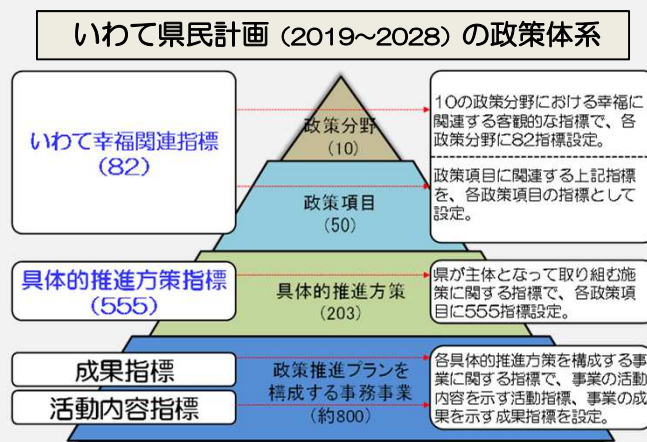 いわて県民計画（2019～2028）の政策体系
いわて幸福関連指標
（82）
政策分野
（10）
10の政策分野における幸福に
関連する客観的な指標で、各
政策分野に82指標設定。
政策項目
（50）
政策項目に関連する上記指標
を、各政策項目の指標として
設定。
具体的推進方策指標
（555）
具体的推進方策
（203）
県が主体となって取り組む施
策に関する指標で、各政策項
目に555指標設定。
成果指標
活動内容指標
政策推進プランを
構成する事務事業
（約800）
各具体的推進方策を構成する事
業に関する指標で、事業の活動
内容を示す活動指標、事業の成
果を示す成果指標を設定。